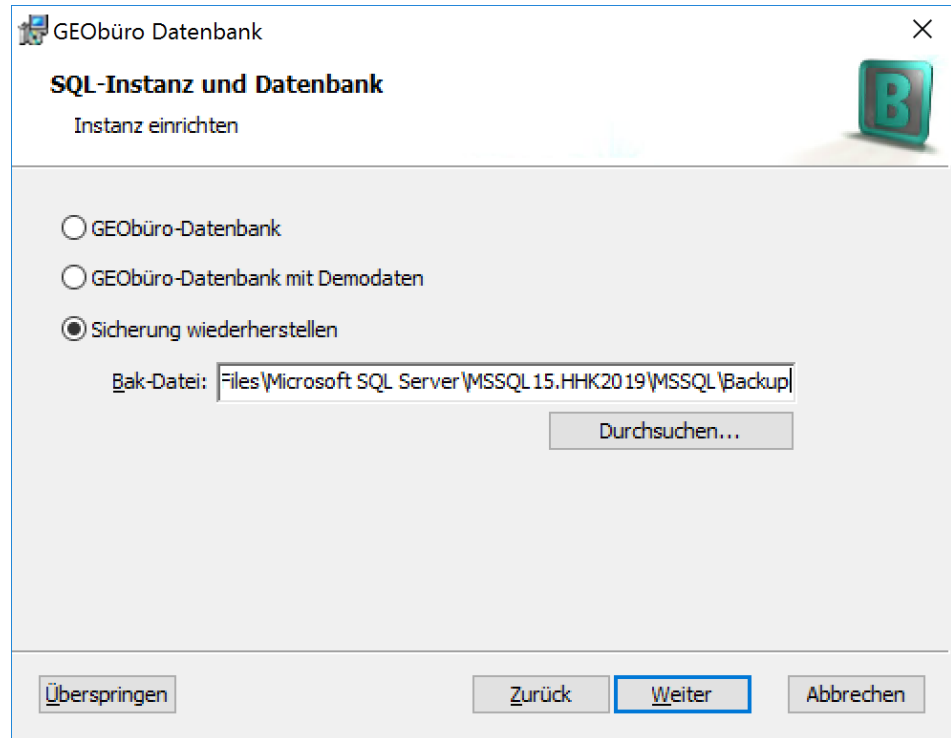 GEObüro Datenbank
SQL-Instanz und Datenbank
Instanz einrichten
B
GEObüro-Datenbank
GEObüro-Datenbank mit Demodaten
Sicherung wiederherstellen
Bak-Datei: Files\Microsoft SQL Server\MSSQL15.HHK2019\MSSQL\Backup
Durchsuchen...
Überspringen Zurück Weiter Abbrechen